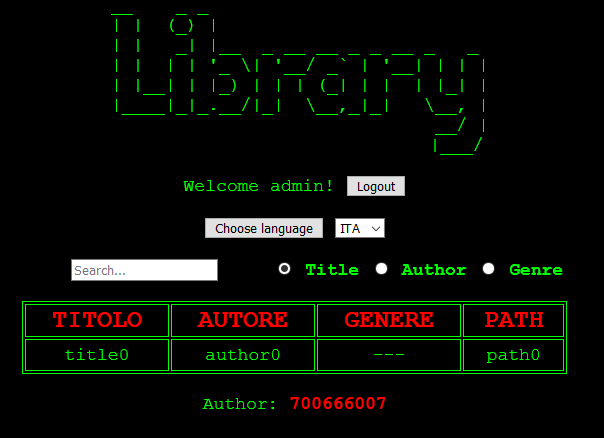 Library
Welcome admin! Logout
Choose language ITA
Search... Title Author Genre
TITOLO AUTORE GENERE PATH
title0 author0 --- path0
Author: 700666007